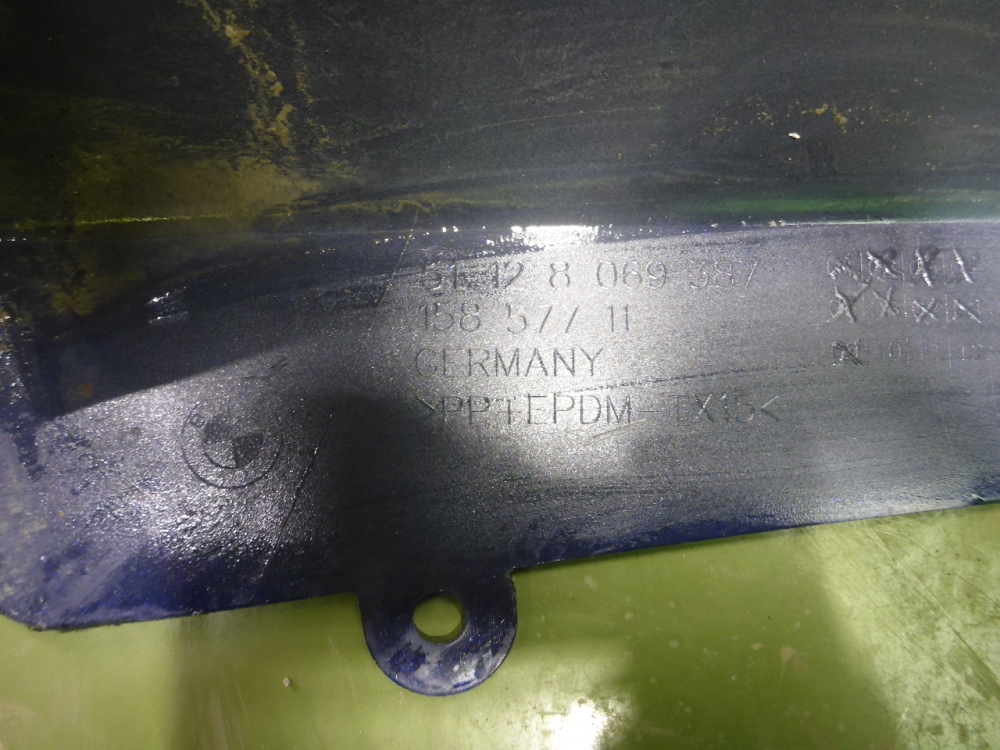 51.12 8 069 387
158 577 11
GERMANY
>PP+EPDM-TX15<